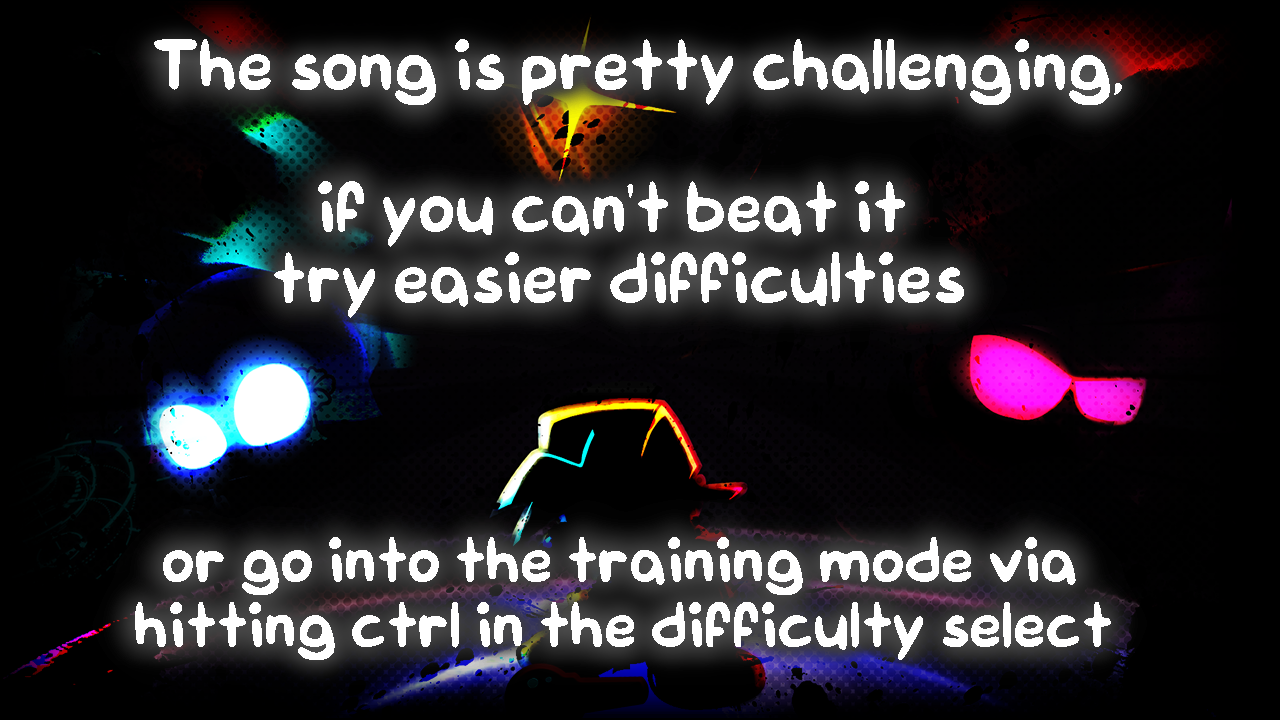 The song is pretty challenging,
if you can't beat it
try easier difficulties
or go into the training mode via
hitting ctrl in the difficulty select